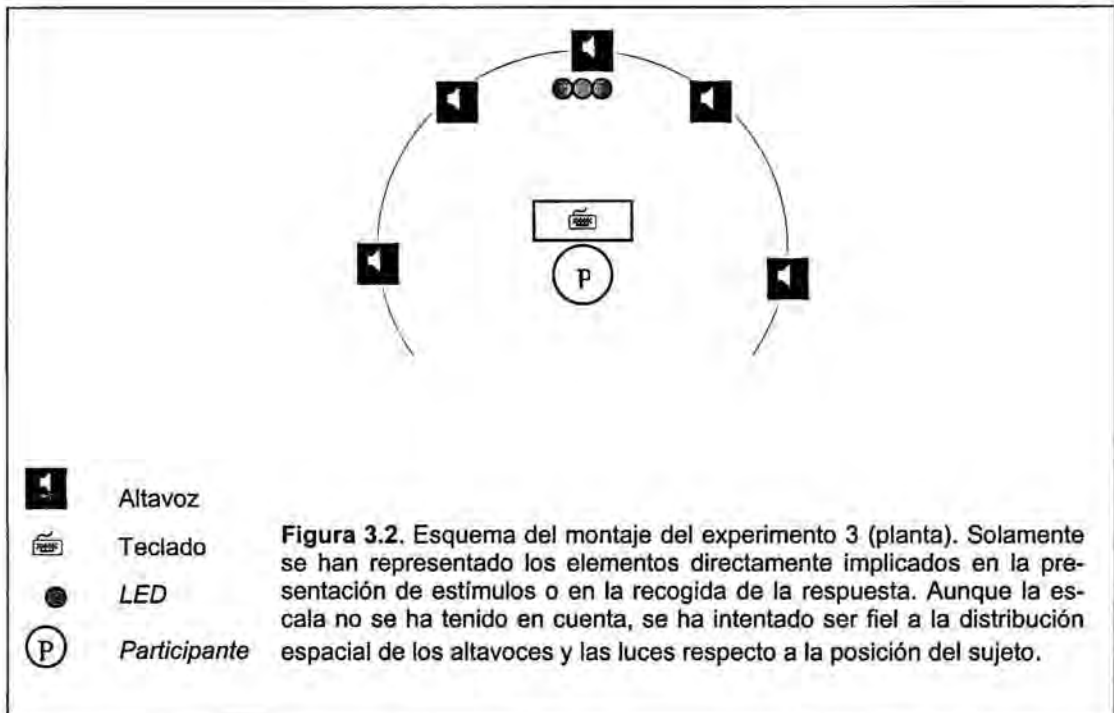 P
Altavoz
Teclado
LED
P Participante
Figura 3.2. Esquema del montaje del experimento 3 (planta). Solamente
se han representado los elementos directamente implicados en la pre-
sentación de estímulos o en la recogida de la respuesta. Aunque la es-
cala no se ha tenido en cuenta, se ha intentado ser fiel a la distribución
espacial de los altavoces y las luces respecto a la posición del sujeto.